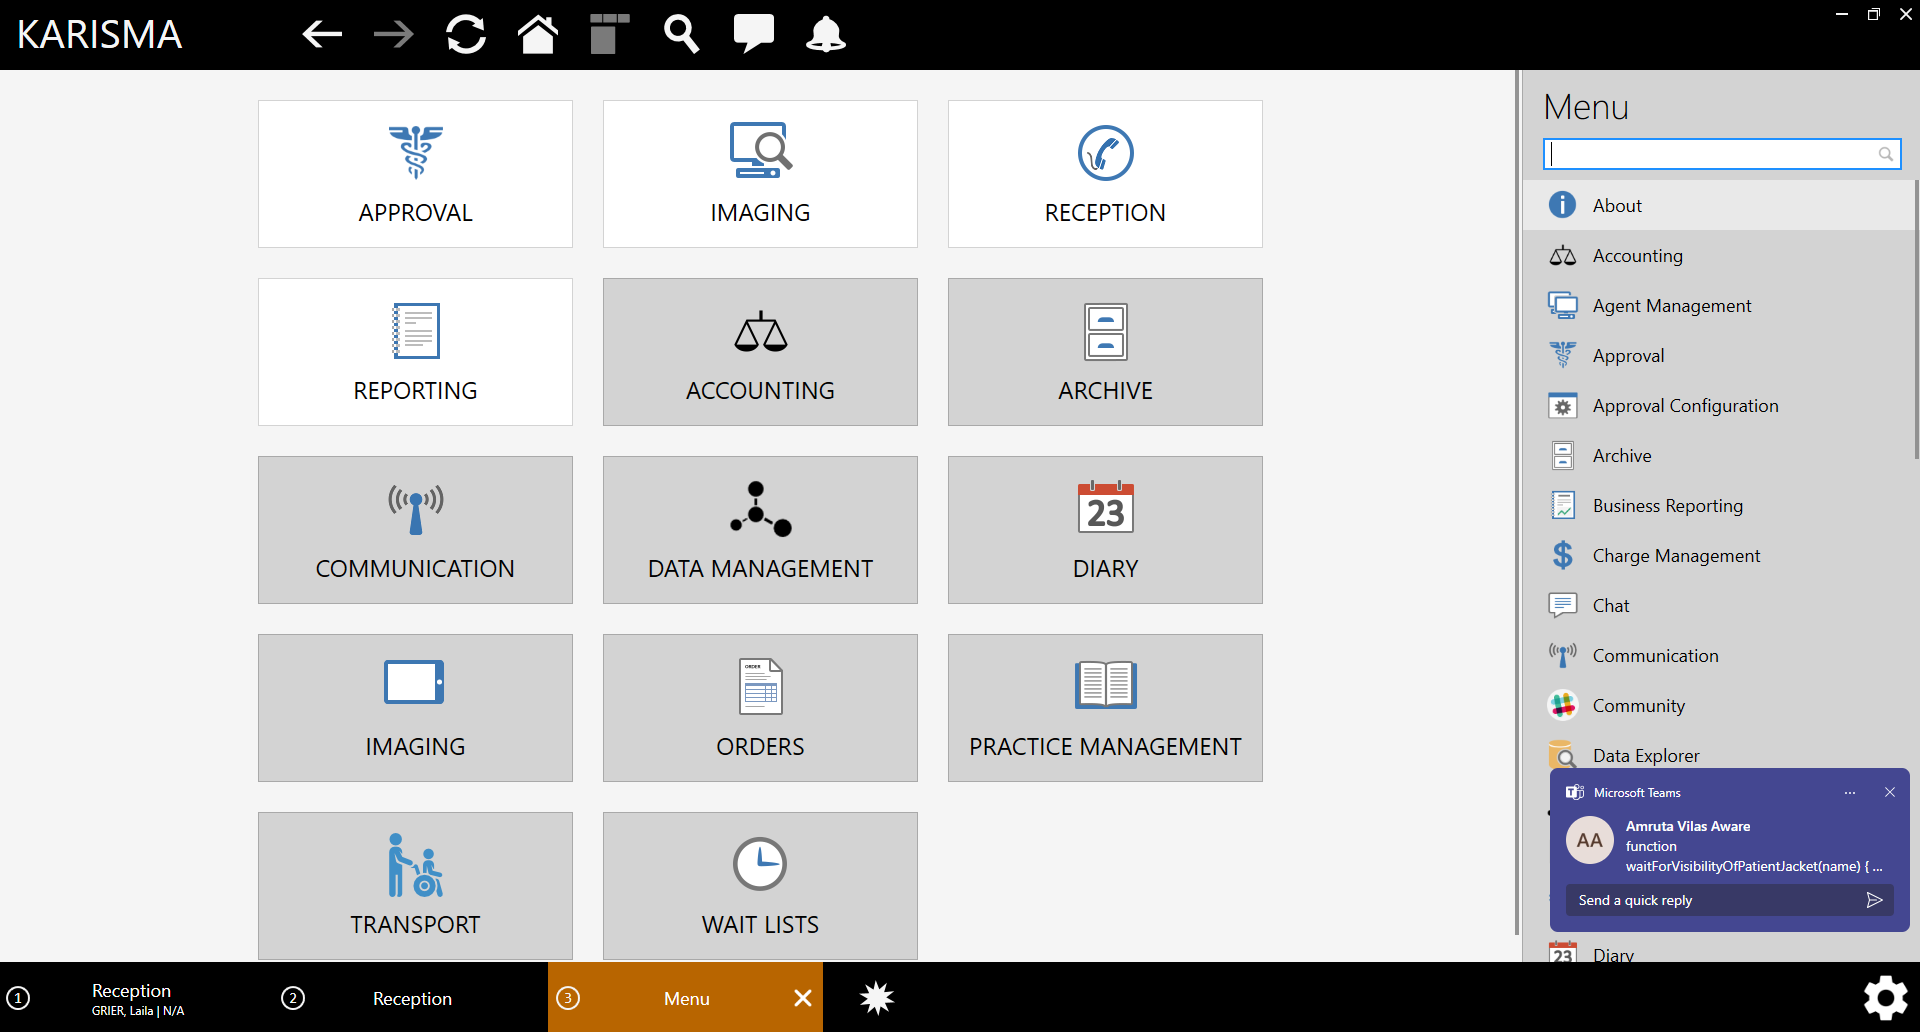 KARISMA
APPROVAL
IMAGING
RECEPTION
REPORTING
ACCOUNTING
ARCHIVE
COMMUNICATION
DATA MANAGEMENT
23
DIARY
IMAGING
ORDER
ORDERS
PRACTICE MANAGEMENT
TRANSPORT
WAIT LISTS
Menu
About
Accounting
Agent Management
Approval
Approval Configuration
Archive
Business Reporting
Charge Management
Chat
Communication
Community
Data Explorer
Microsoft Teams
AA
Amruta Vilas Aware
function
waitForVisibilityOfPatientJacket(name) { ...
Send a quick reply
23
Diary
1
Reception
GRIER, Laila | N/A
2
Reception
3
Menu